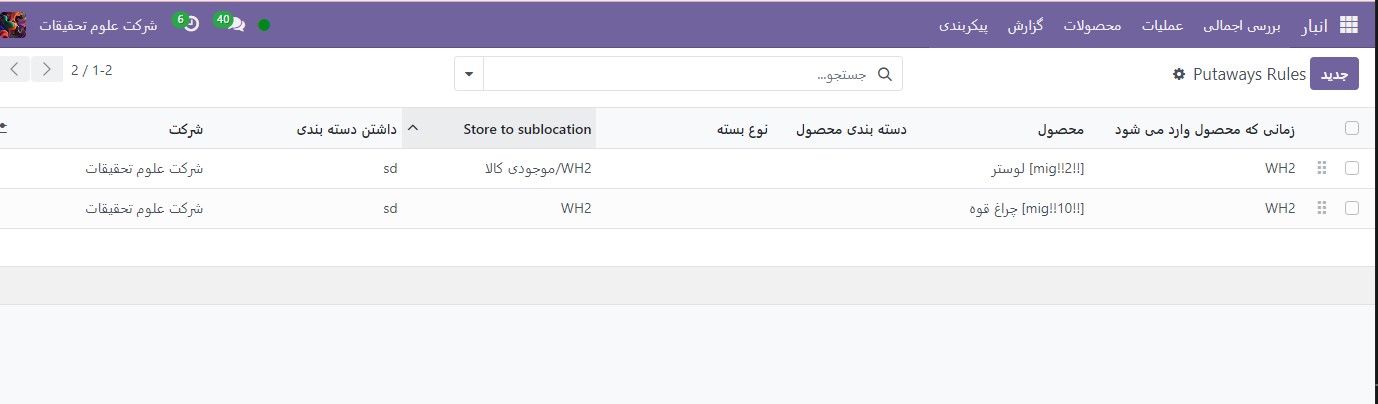 انبار بررسی اجمالی عملیات محصولات گزارش پیکربندی 40 6 شرکت علوم تحقیقات
جدید Putaways Rules جستجو... 1-2 / 2
زمانی که محصول وارد می شود محصول دسته بندی محصول نوع بسته Store to sublocation داشتن دسته بندی شرکت
WH2 [mig!!2!!] لوستر WH2/موجودی کالا sd شرکت علوم تحقیقات
WH2 [mig!!10!!] چراغ قوه WH2 sd شرکت علوم تحقیقات